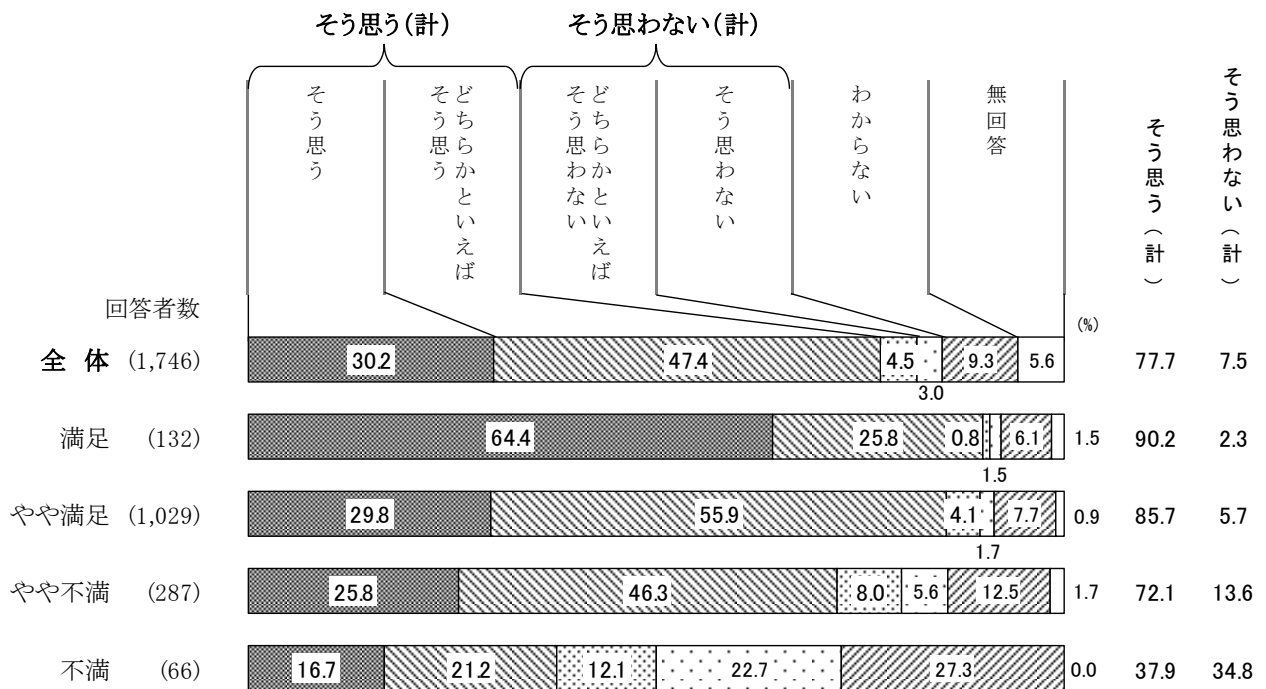 そう思う(計)
そう思わない(計)
そう思う
どちらかといえば
そう思う
どちらかといえば
そう思わない
そう思わない
わからない
無回答
そう思う(計)
そう思わない(計)
回答者数
(%)
全 体 (1,746) 30.2 47.4 4.5 3.0 9.3 5.6 77.7 7.5
満足 (132) 64.4 25.8 0.8 1.5 6.1 1.5 90.2 2.3
やや満足 (1,029) 29.8 55.9 4.1 1.7 7.7 0.9 85.7 5.7
やや不満 (287) 25.8 46.3 8.0 5.6 12.5 1.7 72.1 13.6
不満 (66) 16.7 21.2 12.1 22.7 27.3 0.0 37.9 34.8